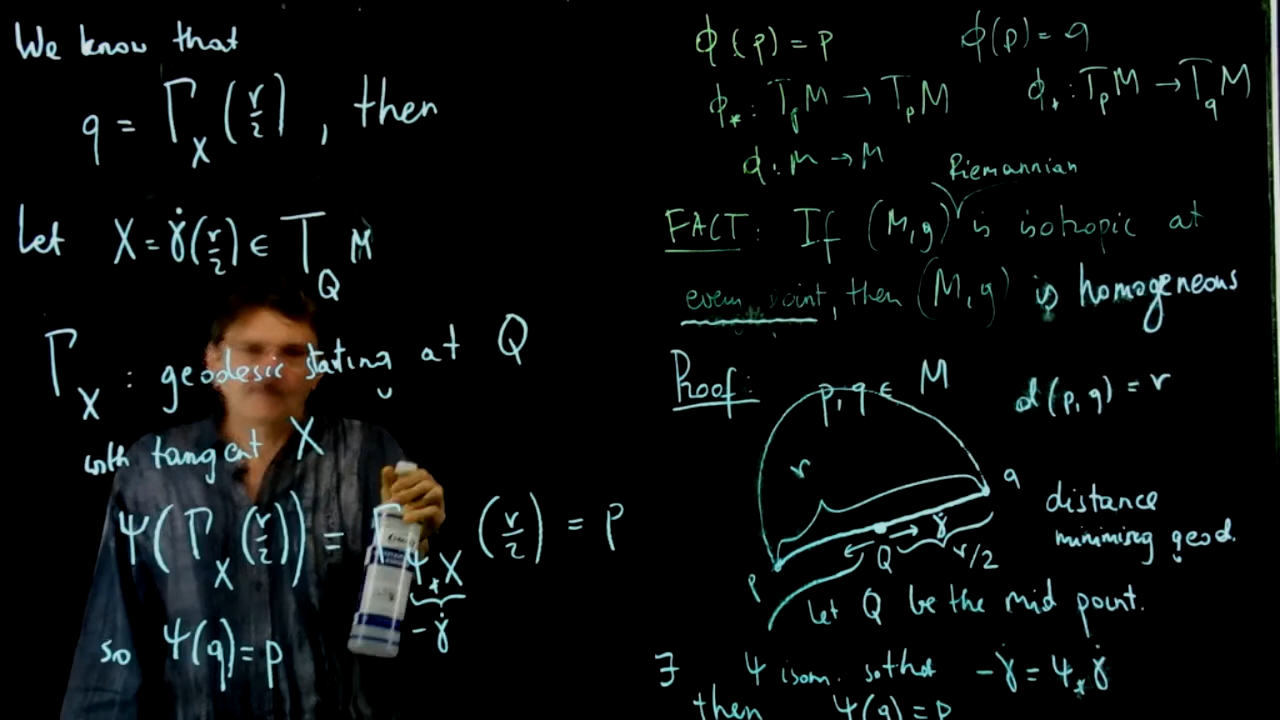 We know that
q = Γ_X (r/2), then
Let X = γ̇(r/2) ∈ T_Q M
Γ_X : geodesic stating at Q
with tangent X
Ψ(Γ_X (r/2)) = Γ_{Ψ_* X} (r/2) = p
-γ̇
so Ψ(q) = p
ϕ(p) = p ϕ(p) = q
ϕ_* : T_p M → T_p M ϕ_* : T_p M → T_q M
ϕ : M → M
Riemannian
FACT: If (M,g) is isotropic at
every point, then (M,g) is homogeneous
Proof: p, q ∈ M d(p,q) = r
r
q
distance
minimising geod.
γ̇
Q
r/2
p
Let Q be the mid point.
∃ Ψ isom. so that -γ̇ = Ψ_* γ̇
then Ψ(q) = p